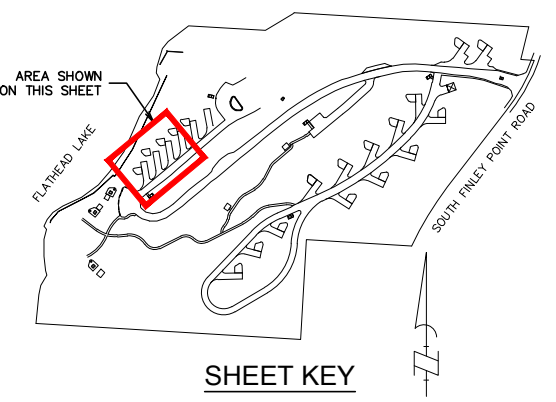 AREA SHOWN
ON THIS SHEET
FLATHEAD LAKE
SOUTH FINLEY POINT ROAD
SHEET KEY
N